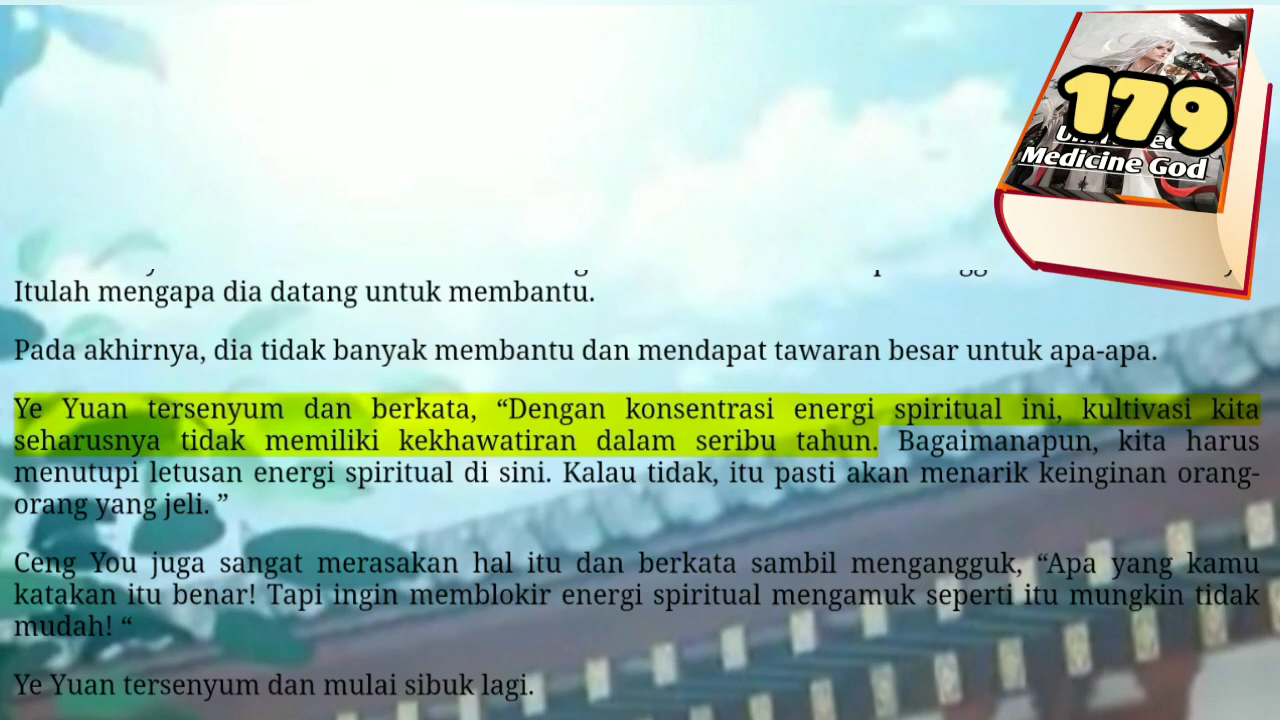 179
Medicine God
Itulah mengapa dia datang untuk membantu.
Pada akhirnya, dia tidak banyak membantu dan mendapat tawaran besar untuk apa-apa.
Ye Yuan tersenyum dan berkata, “Dengan konsentrasi energi spiritual ini, kultivasi kita
seharusnya tidak memiliki kekhawatiran dalam seribu tahun. Bagaimanapun, kita harus
menutupi letusan energi spiritual di sini. Kalau tidak, itu pasti akan menarik keinginan orang-
orang yang jeli. ”
Ceng You juga sangat merasakan hal itu dan berkata sambil mengangguk, “Apa yang kamu
katakan itu benar! Tapi ingin memblokir energi spiritual mengamuk seperti itu mungkin tidak
mudah! “
Ye Yuan tersenyum dan mulai sibuk lagi.